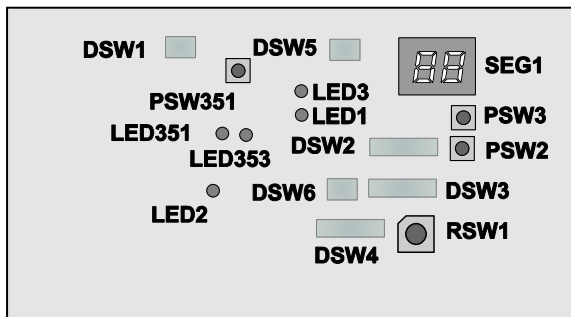 DSW1
DSW5
SEG1
PSW351
LED3
LED1
PSW3
LED351
LED353
DSW2
PSW2
LED2
DSW6
DSW3
DSW4
RSW1